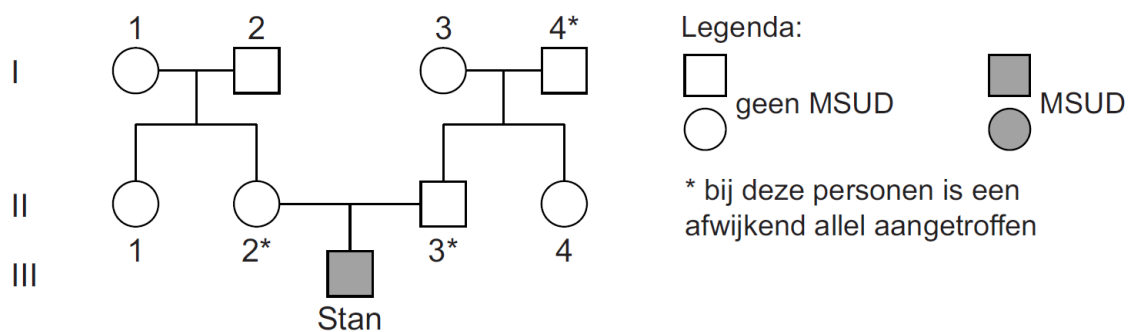 1 2 3 4*
I
II
1 2* 3* 4
III
Stan
Legenda:
geen MSUD
MSUD
* bij deze personen is een
afwijkend allel aangetroffen